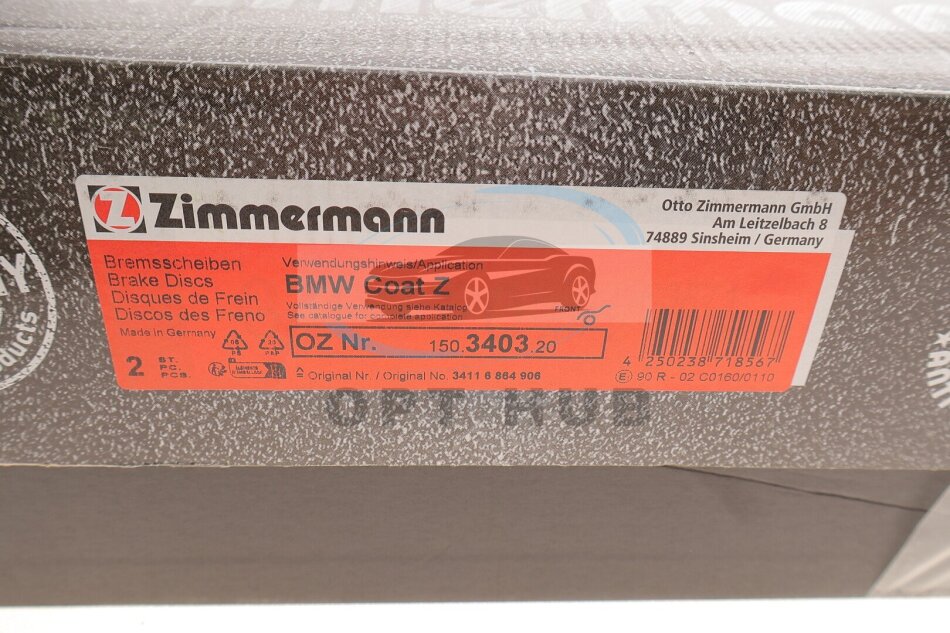 Z Zimmermann
Otto Zimmermann GmbH
Am Leitzelbach 8
74889 Sinsheim / Germany
Bremsscheiben
Brake Discs
Disques de Frein
Discos des Freno
Made in Germany
2 ST.
PC.
PCS.
Verwendungshinweis/Application
BMW Coat Z
Vollständige Verwendung siehe Katalog
See catalogue for complete application
FRONT
OZ Nr. 150.3403.20
≙ Original Nr. / Original No. 3411 6 864 906
4 250238 718567
E 90 R - 02 C0160/0110
OPT HUB